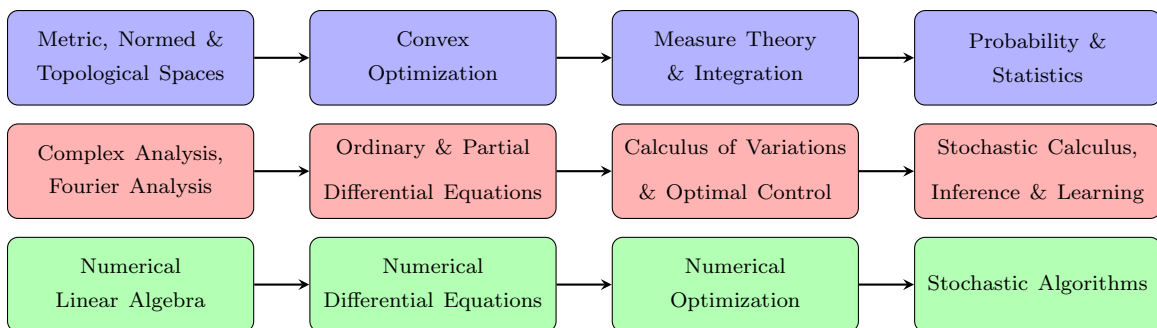 Metric, Normed &
Topological Spaces
Convex
Optimization
Measure Theory
& Integration
Probability &
Statistics
Complex Analysis,
Fourier Analysis
Ordinary & Partial
Differential Equations
Calculus of Variations
& Optimal Control
Stochastic Calculus,
Inference & Learning
Numerical
Linear Algebra
Numerical
Differential Equations
Numerical
Optimization
Stochastic Algorithms